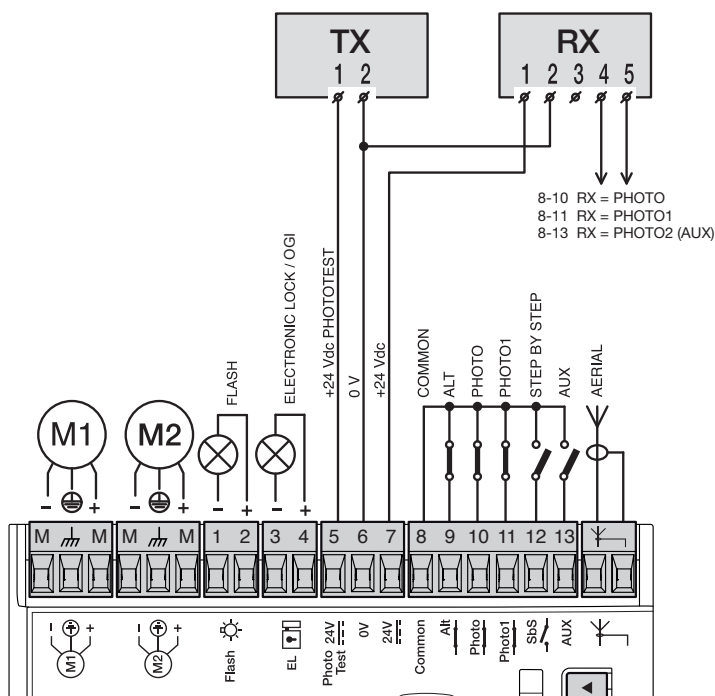 TX
1 2
RX
1 2 3 4 5
8-10 RX = PHOTO
8-11 RX = PHOTO1
8-13 RX = PHOTO2 (AUX)
FLASH
ELECTRONIC LOCK / OGI
+24 Vdc PHOTOTEST
0 V
+24 Vdc
COMMON
ALT
PHOTO
PHOTO1
STEP BY STEP
AUX
AERIAL
M1
M2
- +
- +
- +
- +
M M M M 1 2 3 4 5 6 7 8 9 10 11 12 13
- +
M1
- +
M2
Flash
EL
Photo Test
24V
0V
24V
Common
Alt
Photo
Photo1
SbS
AUX